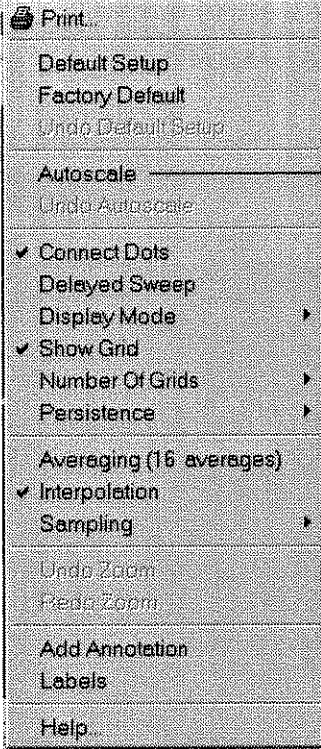 Print...
Default Setup
Factory Default
Undo Default Setup
Autoscale
Undo Autoscale
Connect Dots
Delayed Sweep
Display Mode
Show Grid
Number Of Grids
Persistence
Averaging (16 averages)
Interpolation
Sampling
Undo Zoom
Redo Zoom
Add Annotation
Labels
Help...